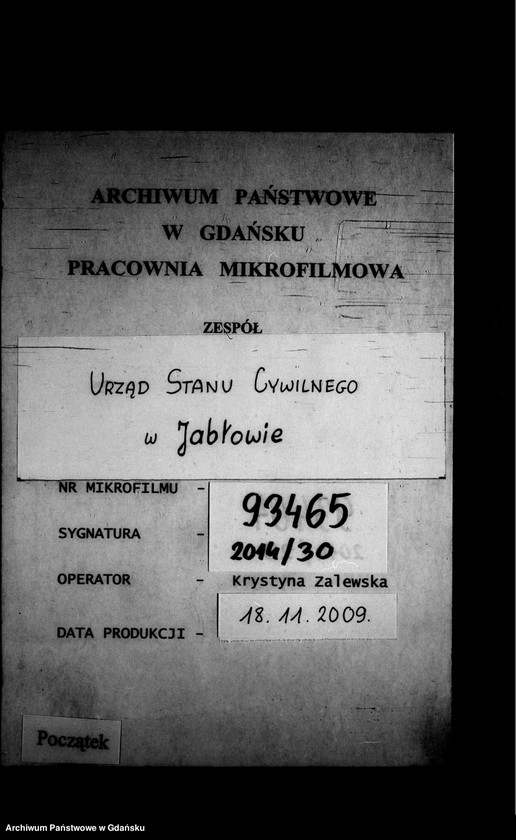 ARCHIWUM PAŃSTWOWE
W GDAŃSKU
PRACOWNIA MIKROFILMOWA
ZESPÓŁ
URZĄD STANU CYWILNEGO
w Jabłowie
NR MIKROFILMU - 93465
SYGNATURA - 2014/30
OPERATOR - Krystyna Zalewska
DATA PRODUKCJI - 18.11.2009.
Początek
Archiwum Państwowe w Gdańsku